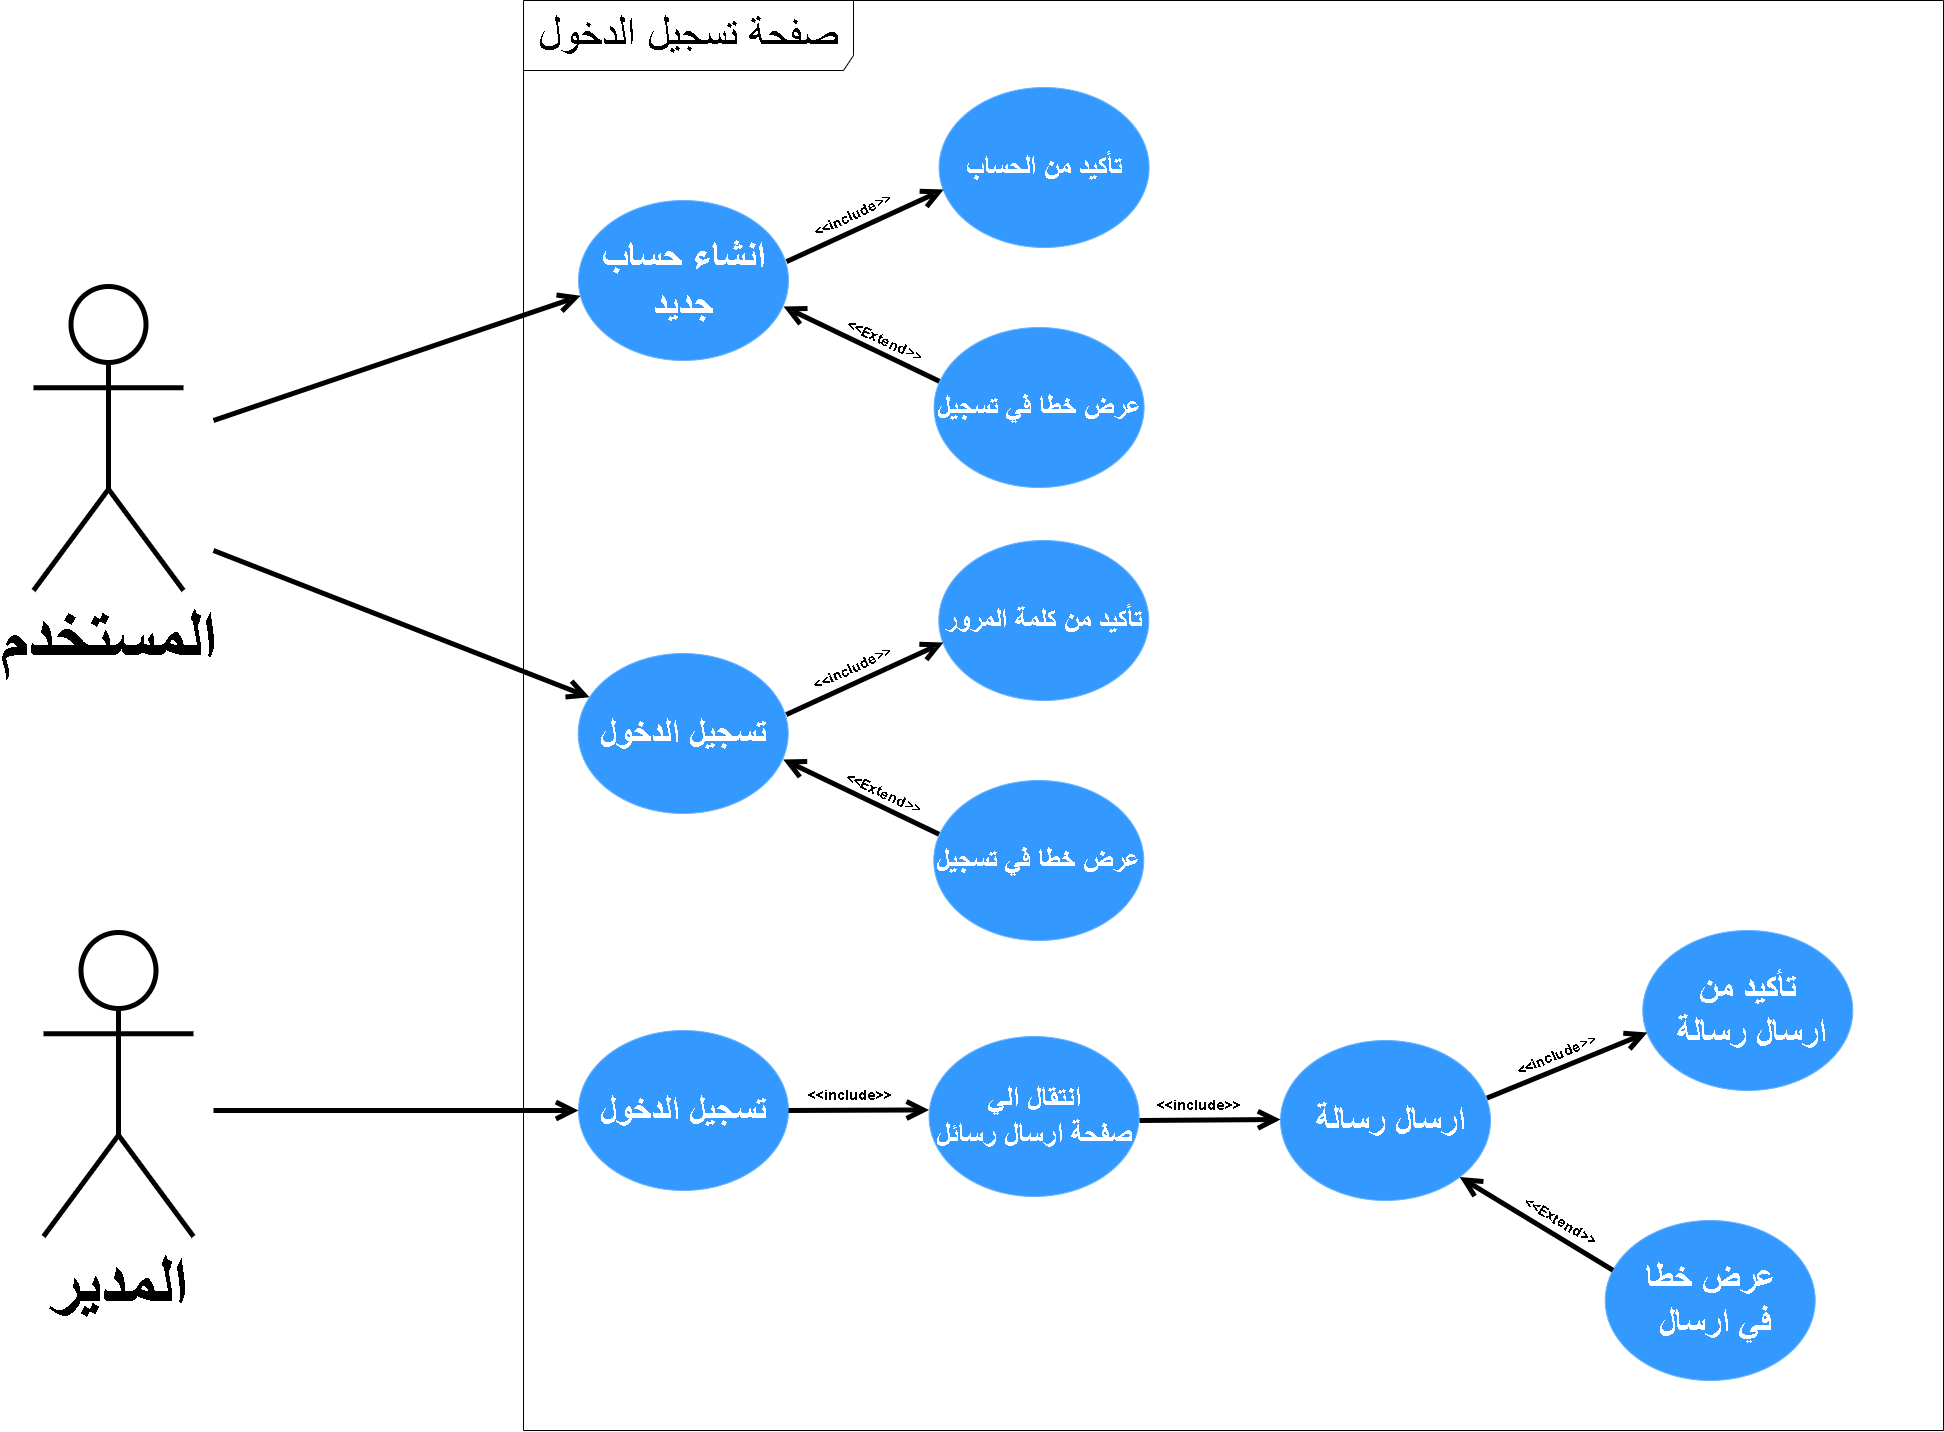 صفحة تسجيل الدخول
تأكيد من الحساب
<<include>>
انشاء حساب
جديد
<<Extend>>
عرض خطا في تسجيل
المستخدم
تأكيد من كلمة المرور
<<include>>
تسجيل الدخول
<<Extend>>
عرض خطا في تسجيل
المدير
تسجيل الدخول
<<include>>
انتقال الي
صفحة ارسال رسائل
<<include>>
ارسال رسالة
<<include>>
تأكيد من
ارسال رسالة
<<Extend>>
عرض خطا
في ارسال